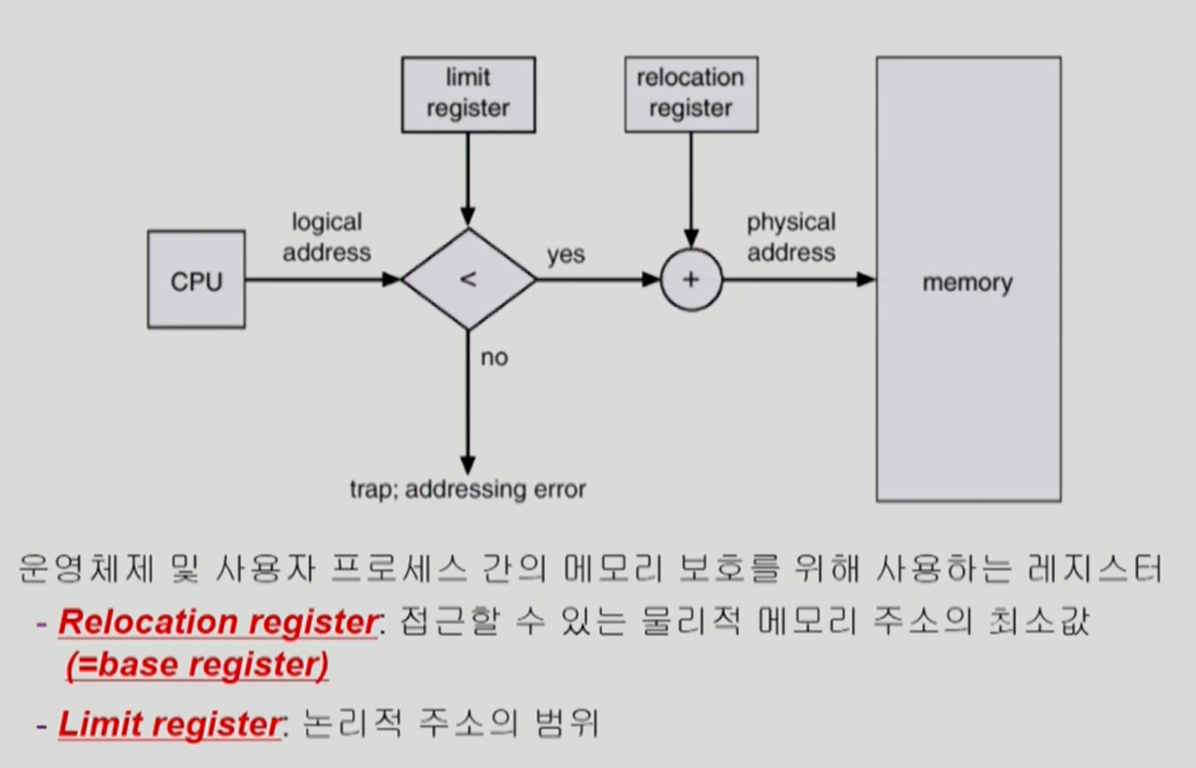 limit
register
relocation
register
logical
address
physical
address
CPU
<
yes
+
memory
no
trap; addressing error
운영체제 및 사용자 프로세스 간의 메모리 보호를 위해 사용하는 레지스터
- Relocation register: 접근할 수 있는 물리적 메모리 주소의 최소값
(=base register)
- Limit register: 논리적 주소의 범위